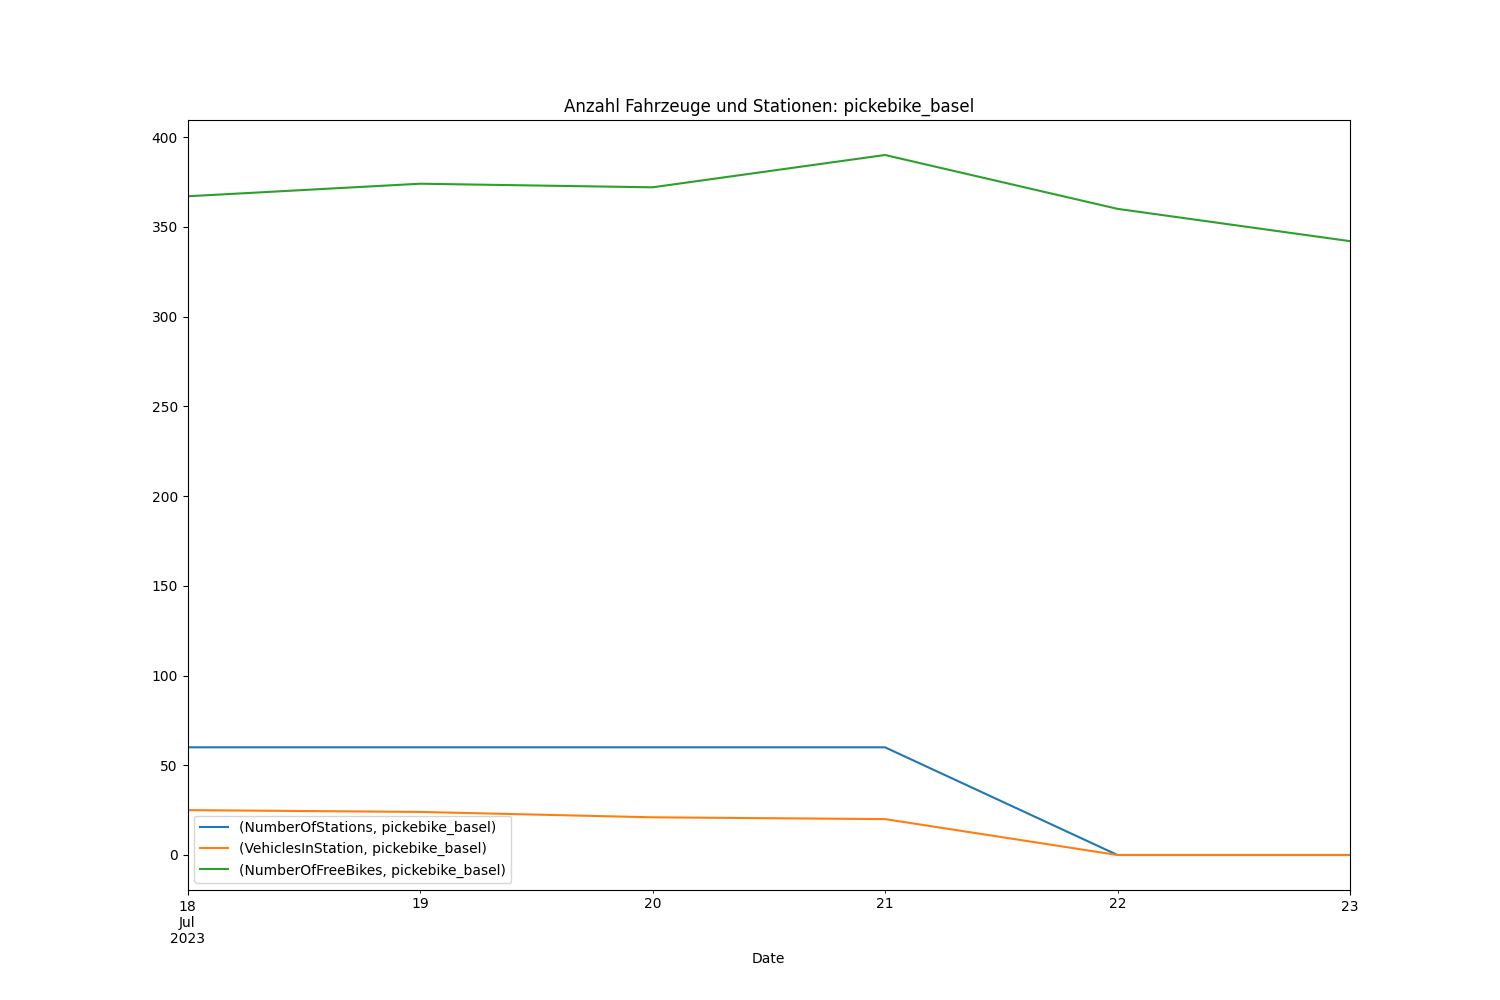 Anzahl Fahrzeuge und Stationen: pickebike_basel
400
350
300
250
200
150
100
50
0
(NumberOfStations, pickebike_basel)
(VehiclesInStation, pickebike_basel)
(NumberOfFreeBikes, pickebike_basel)
18 19 20 21 22 23
Jul
2023
Date